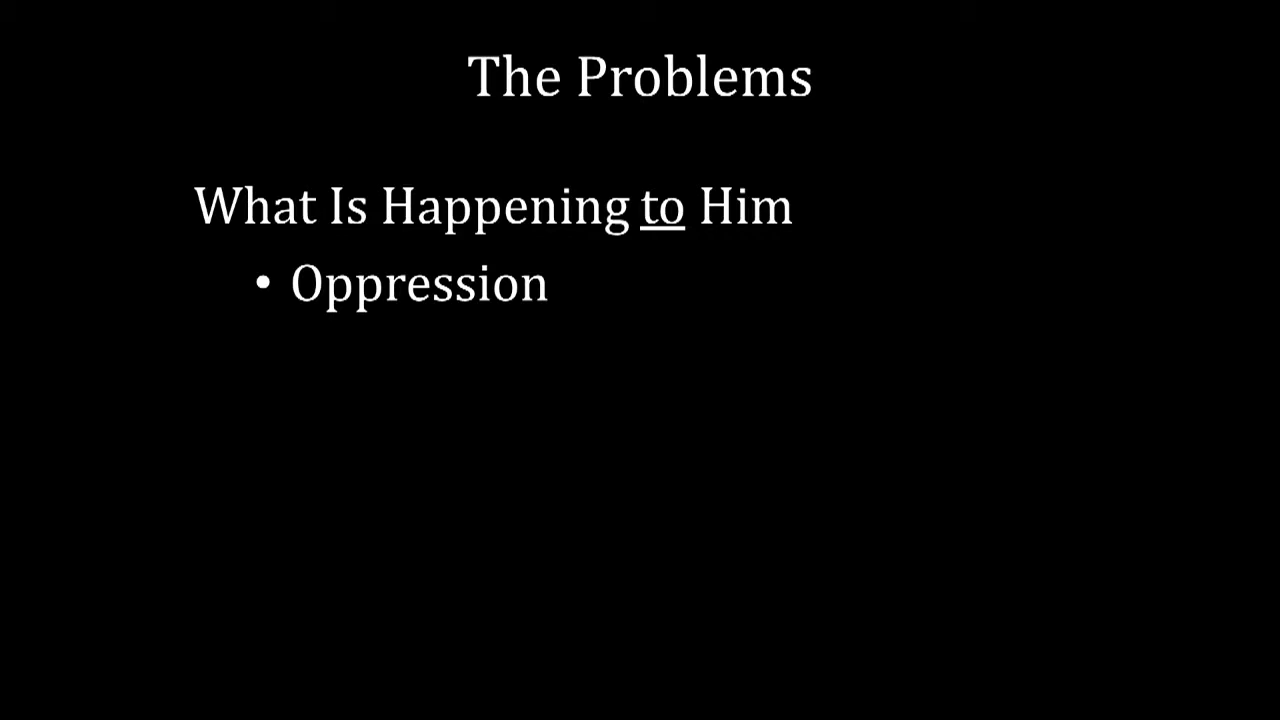 The Problems
What Is Happening to Him
• Oppression